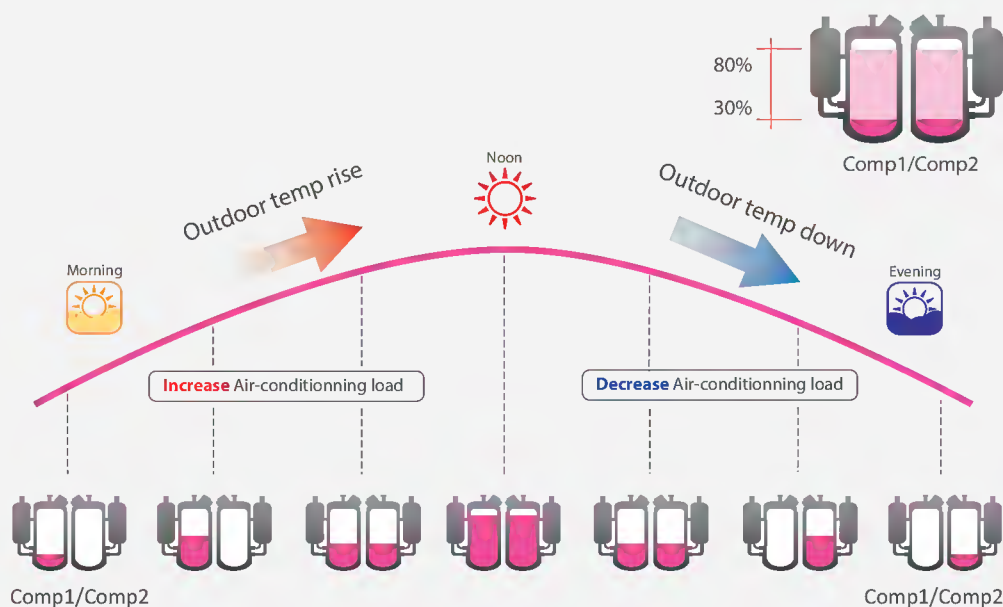 80%
30%
Comp1/Comp2
Noon
Outdoor temp rise
Outdoor temp down
Morning
Evening
Increase Air-conditionning load
Decrease Air-conditionning load
Comp1/Comp2
Comp1/Comp2